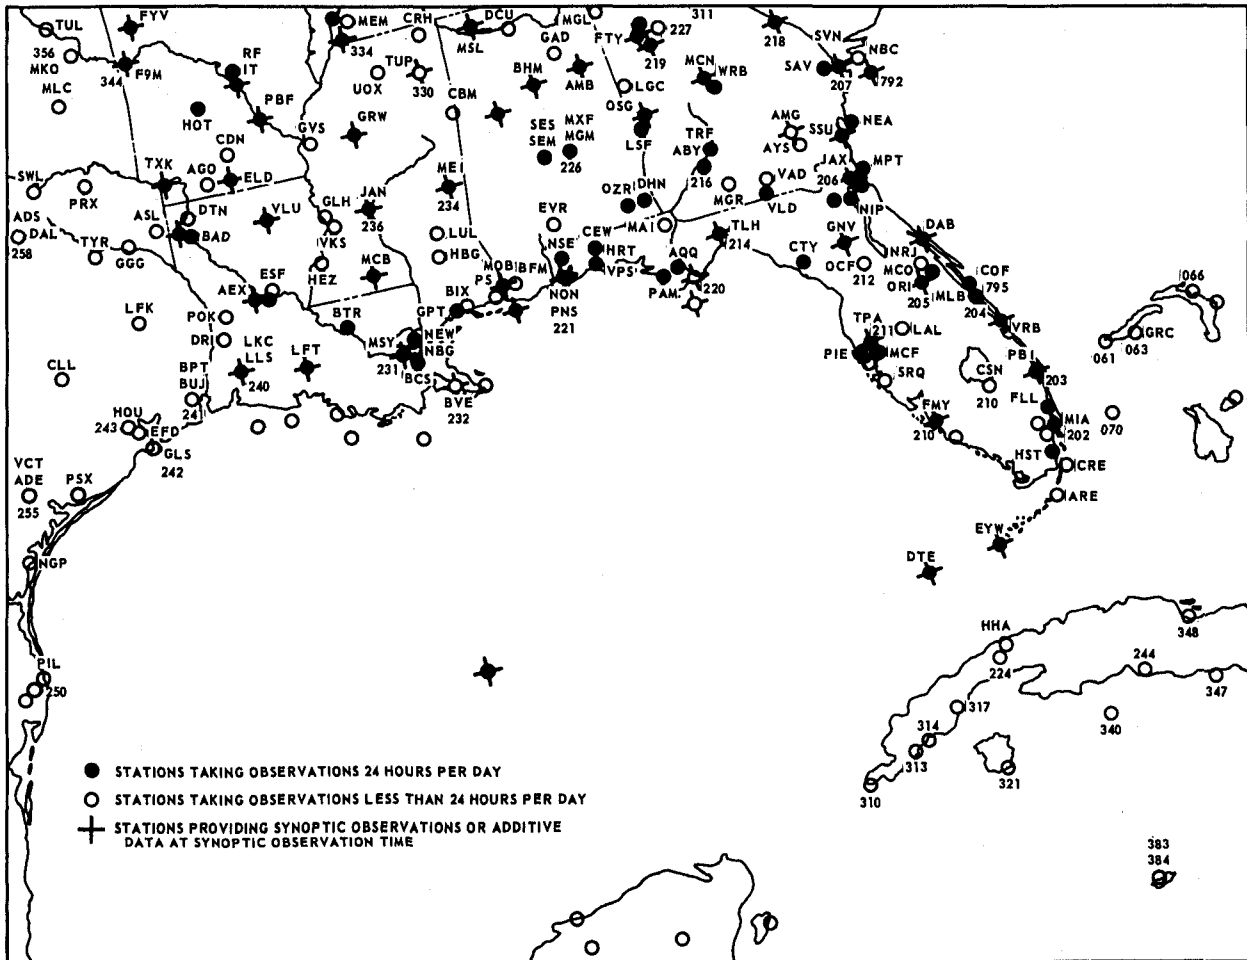 TUL
FYV
MEM
CRH
DCU
MGL
311
227
FTY
218
SVN
NBC
356
MKO
344
F9M
RF
IT
334
TUP
330
UOX
MSL
GAD
BHM
AMB
219
MCN
WRB
SAV
207
792
MLC
HOT
PBF
GVS
GRW
CBM
LGC
OSG
LSF
AMG
AYS
SSU
NEA
CDN
SES
SEM
MXF
MGM
226
TRF
ABY
216
JAX
206
MPT
SWL
PRX
TXK
AGO
ELD
MEI
234
OZR
DHN
MGR
VAD
VLD
NIP
ADS
DAL
258
ASL
DTN
BAD
VLU
GLH
VKS
JAN
236
LUL
HBG
EVR
MAI
TLH
214
GNV
DAB
TYR
GGG
HEZ
MCB
NSE
CEW
HRT
VPS
AQQ
PAM
220
CTY
OCF
212
NRJ
MCO
ORI
205
MLB
COF
795
204
066
LFK
POK
DRI
AEX
ESF
BTR
GPT
BIX
PS
MOB
BFM
NON
PNS
221
TPA
211
LAL
VRB
061
063
GRC
CLL
BPT
BUJ
241
LKC
LLS
240
LFT
MSY
231
NEW
NBG
BCS
BVE
232
PIE
MCF
SRQ
CSN
210
PBI
203
FLL
HOU
243
EFD
GLS
242
FMY
210
MIA
202
070
HST
CRE
VCT
ADE
255
PSX
ARE
NGP
EYW
DTE
HHA
224
348
244
347
PIL
250
317
314
313
310
340
321
STATIONS TAKING OBSERVATIONS 24 HOURS PER DAY
STATIONS TAKING OBSERVATIONS LESS THAN 24 HOURS PER DAY
STATIONS PROVIDING SYNOPTIC OBSERVATIONS OR ADDITIVE
DATA AT SYNOPTIC OBSERVATION TIME
383
384